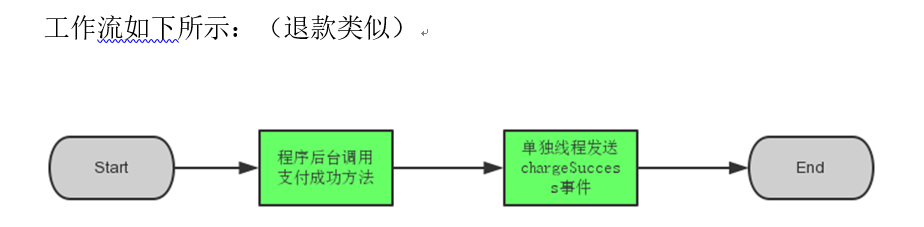 工作流如下所示：（退款类似）
Start
程序后台调用
支付成功方法
单独线程发送
chargeSucces
s事件
End